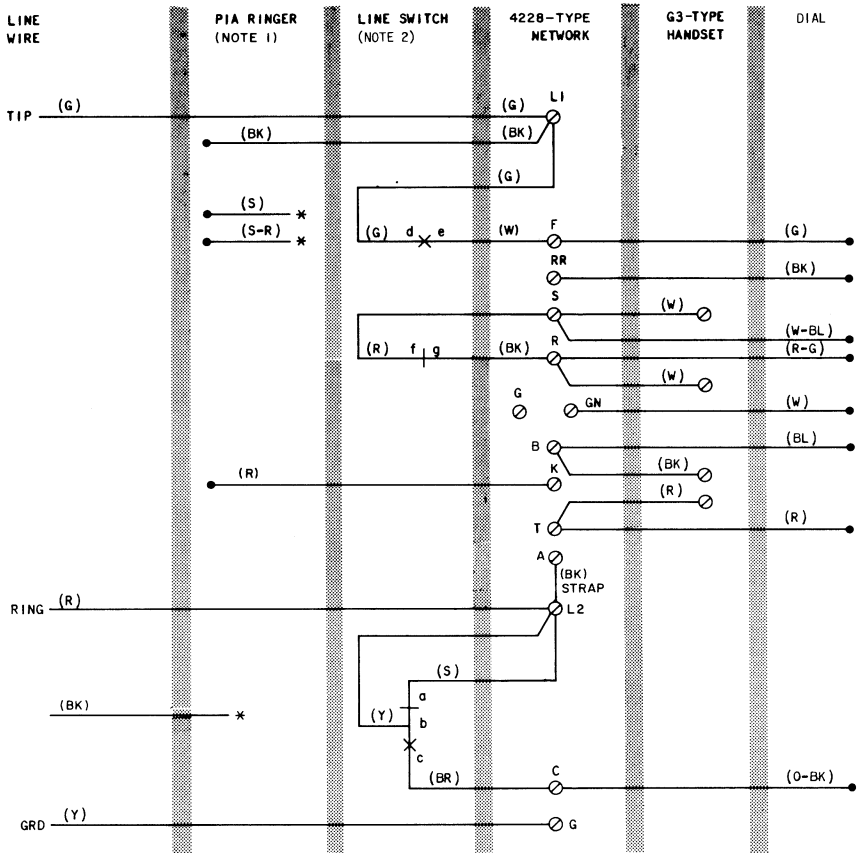 LINE WIRE
PIA RINGER (NOTE 1)
LINE SWITCH (NOTE 2)
4228-TYPE NETWORK
G3-TYPE HANDSET
DIAL
L1
TIP (G) (G)
(BK) (BK)
(G)
(S) *
(S-R) *
(G) d e (W) F (G)
RR (BK)
S (W)
(W-BL)
(R) f g (BK) R (R-G)
(W)
G GN (W)
B (BL)
(BK)
(R) K
(R)
T (R)
A
(BK) STRAP
RING (R) L2
(S)
a
(BK) * (Y) b
c
(BR) C (O-BK)
GRD (Y) G